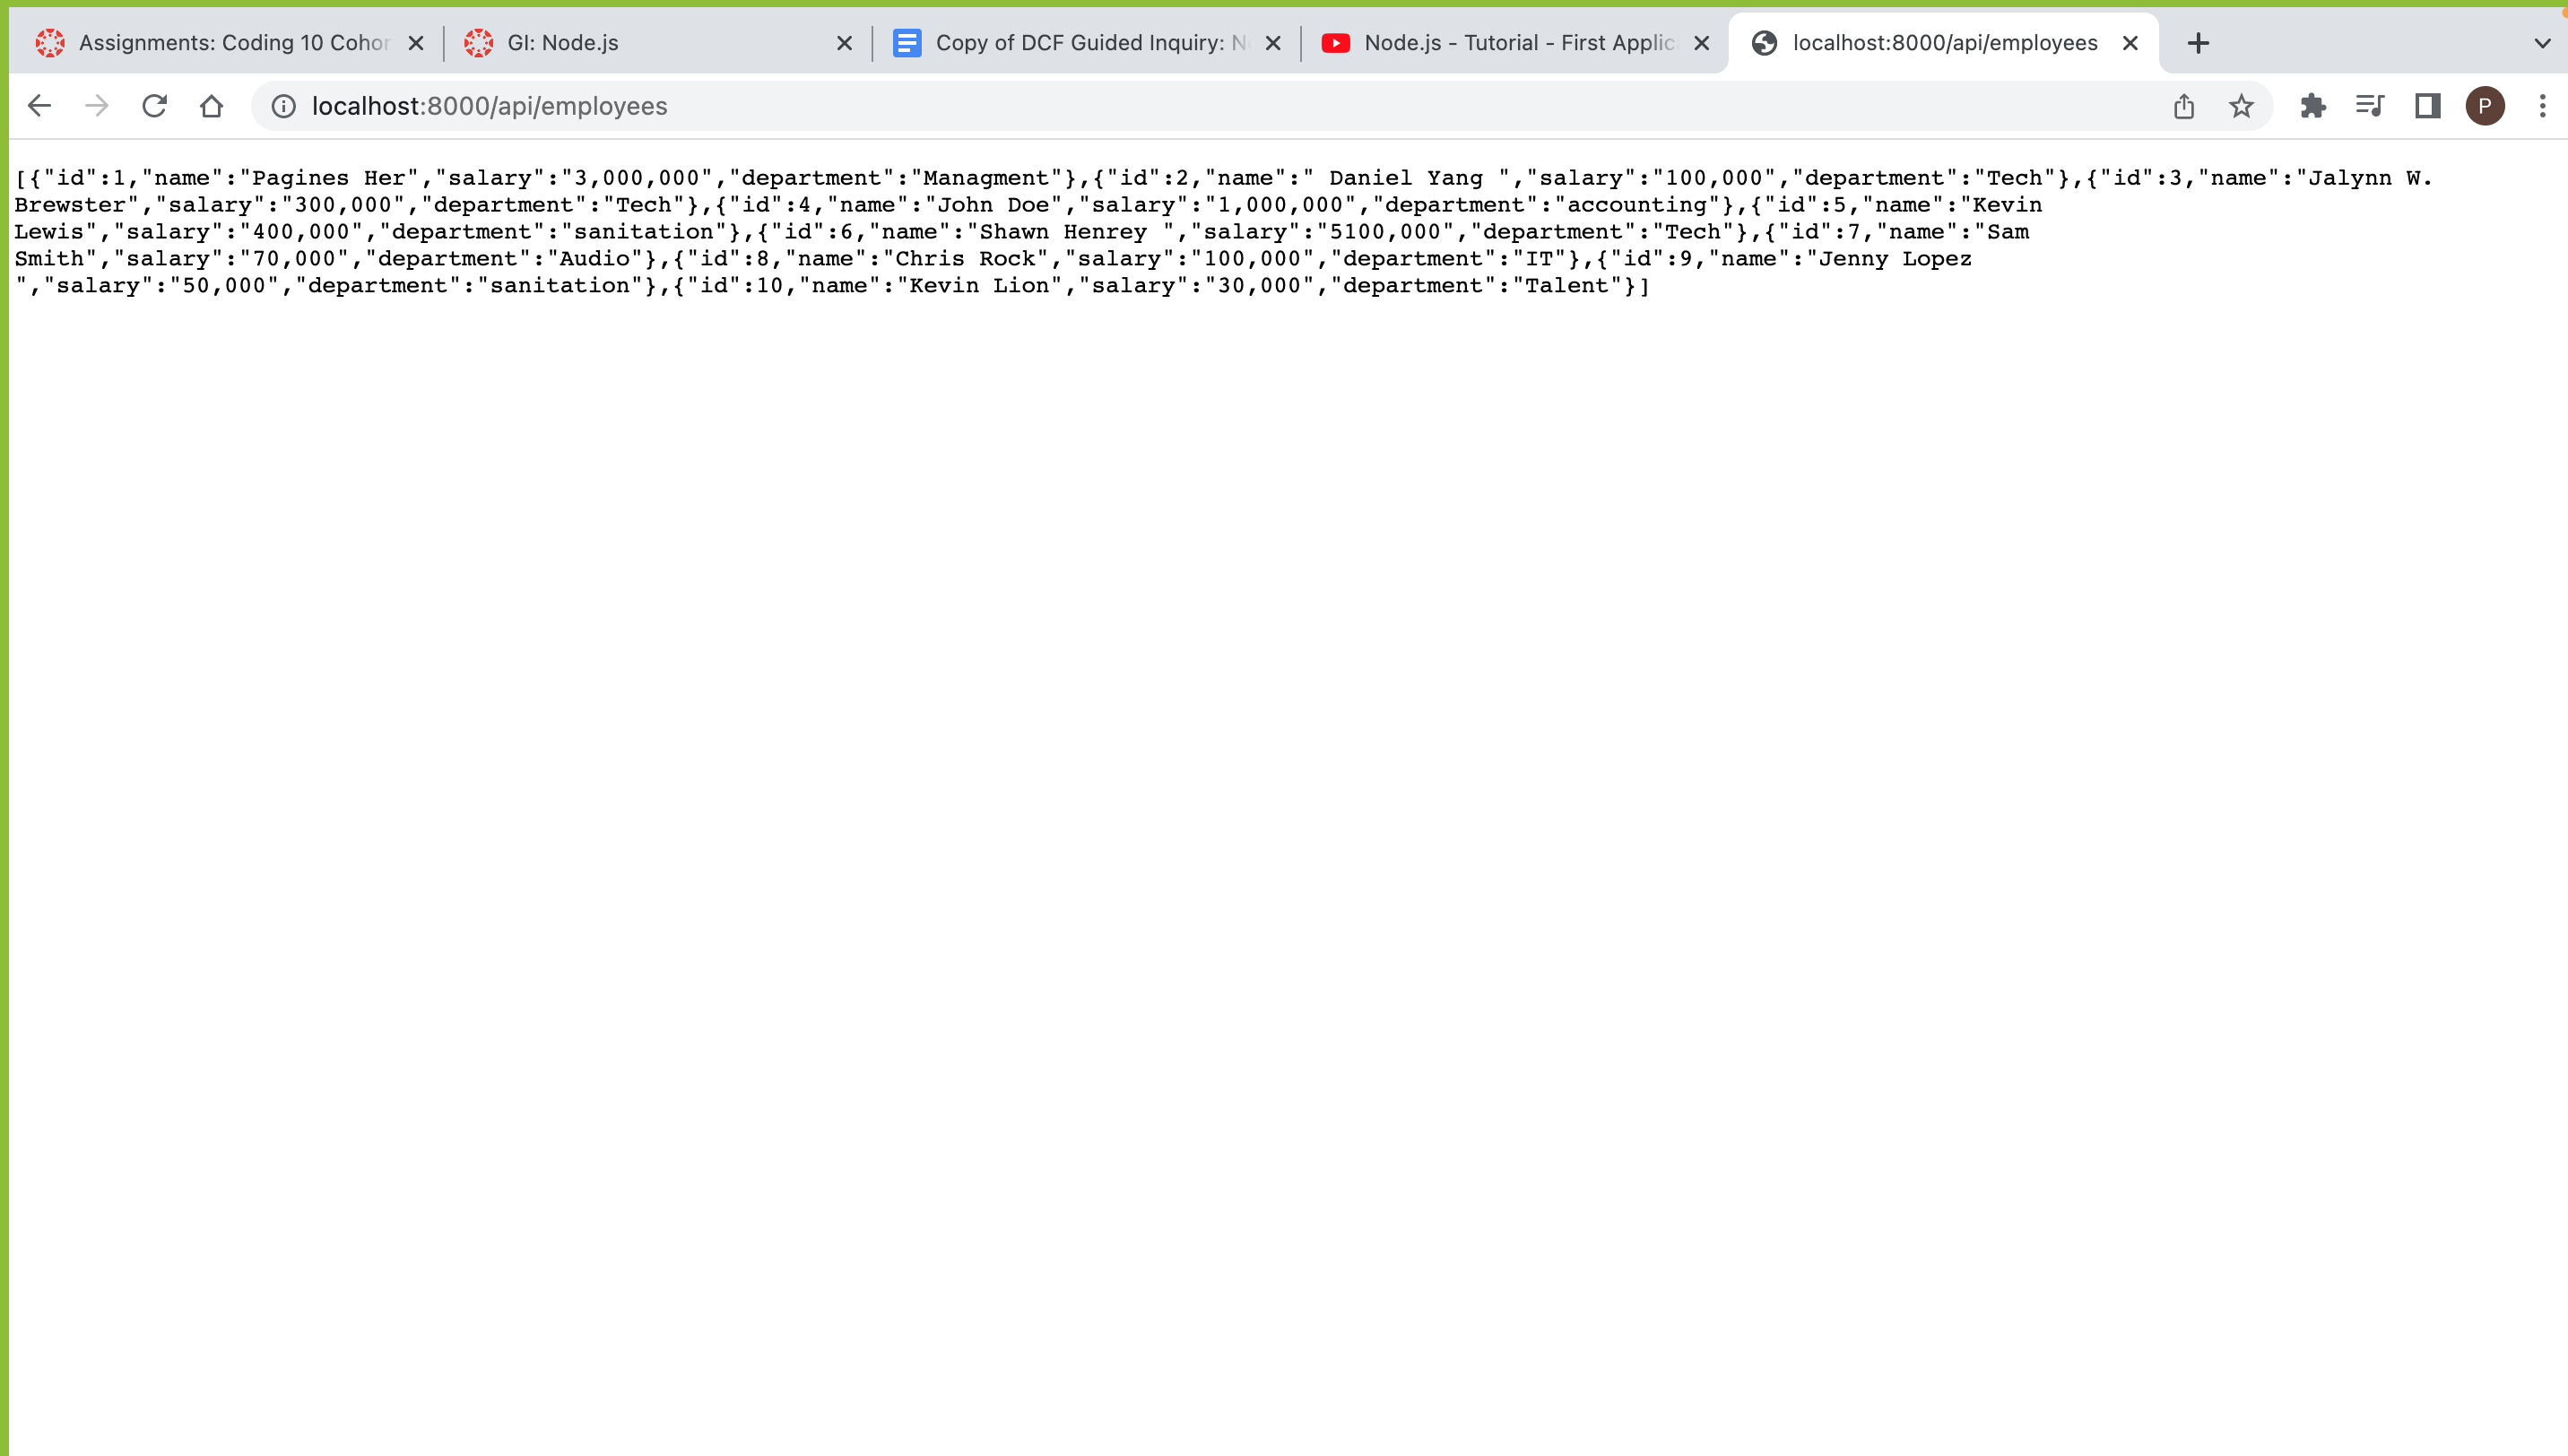 Assignments: Coding 10 Cohor
GI: Node.js
Copy of DCF Guided Inquiry: N
Node.js - Tutorial - First Applic
localhost:8000/api/employees
localhost:8000/api/employees
P
[{"id":1,"name":"Pagines Her","salary":"3,000,000","department":"Managment"},{"id":2,"name":" Daniel Yang ","salary":"100,000","department":"Tech"},{"id":3,"name":"Jalynn W.
Brewster","salary":"300,000","department":"Tech"},{"id":4,"name":"John Doe","salary":"1,000,000","department":"accounting"},{"id":5,"name":"Kevin
Lewis","salary":"400,000","department":"sanitation"},{"id":6,"name":"Shawn Henrey ","salary":"5100,000","department":"Tech"},{"id":7,"name":"Sam
Smith","salary":"70,000","department":"Audio"},{"id":8,"name":"Chris Rock","salary":"100,000","department":"IT"},{"id":9,"name":"Jenny Lopez
","salary":"50,000","department":"sanitation"},{"id":10,"name":"Kevin Lion","salary":"30,000","department":"Talent"}]